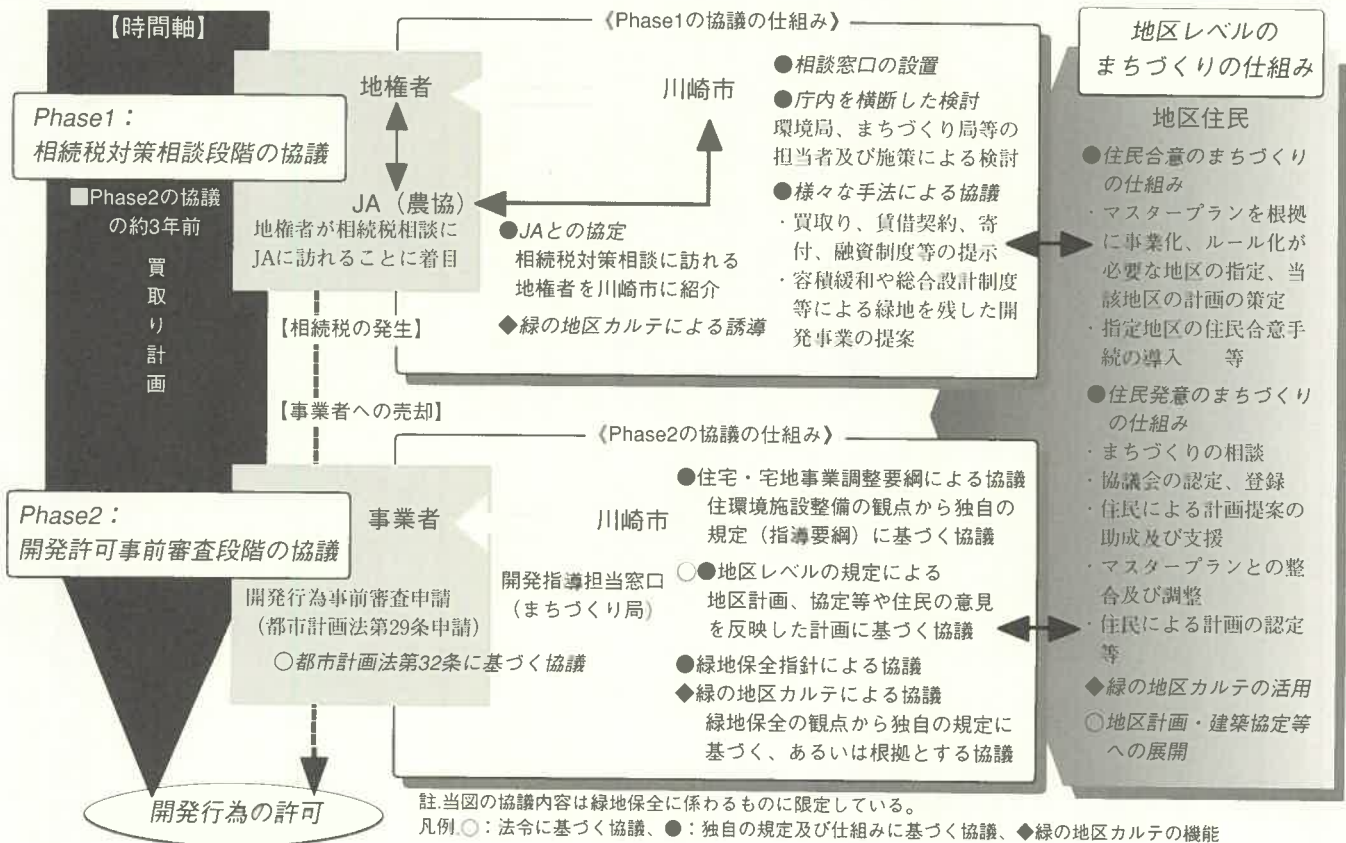 【時間軸】
Phase1：
相続税対策相談段階の協議
■Phase2の協議
の約3年前
買取り計画
Phase2：
開発許可事前審査段階の協議
開発行為の許可
地権者
JA（農協）
地権者が相続税相談に
JAに訪れることに着目
【相続税の発生】
【事業者への売却】
事業者
開発行為事前審査申請
（都市計画法第29条申請）
○都市計画法第32条に基づく協議
《Phase1の協議の仕組み》
川崎市
●JAとの協定
相続税対策相談に訪れる
地権者を川崎市に紹介
◆緑の地区カルテによる誘導
●相談窓口の設置
●庁内を横断した検討
環境局、まちづくり局等の
担当者及び施策による検討
●様々な手法による協議
・買取り、賃借契約、寄
付、融資制度等の提示
・容積緩和や総合設計制度
等による緑地を残した開
発事業の提案
《Phase2の協議の仕組み》
川崎市
開発指導担当窓口
（まちづくり局）
●住宅・宅地事業調整要綱による協議
住環境施設整備の観点から独自の
規定（指導要綱）に基づく協議
○●地区レベルの規定による
地区計画、協定等や住民の意見
を反映した計画に基づく協議
●緑地保全指針による協議
◆緑の地区カルテによる協議
緑地保全の観点から独自の規定に
基づく、あるいは根拠とする協議
地区レベルの
まちづくりの仕組み
地区住民
●住民合意のまちづくり
の仕組み
・マスタープランを根拠
に事業化、ルール化が
必要な地区の指定、当
該地区の計画の策定
・指定地区の住民合意手
続の導入　等
●住民発意のまちづくり
の仕組み
・まちづくりの相談
・協議会の認定、登録
・住民による計画提案の
助成及び支援
・マスタープランとの整
合及び調整
・住民による計画の認定
等
◆緑の地区カルテの活用
○地区計画・建築協定等
への展開
註.当図の協議内容は緑地保全に係わるものに限定している。
凡例.○：法令に基づく協議、●：独自の規定及び仕組みに基づく協議、◆緑の地区カルテの機能